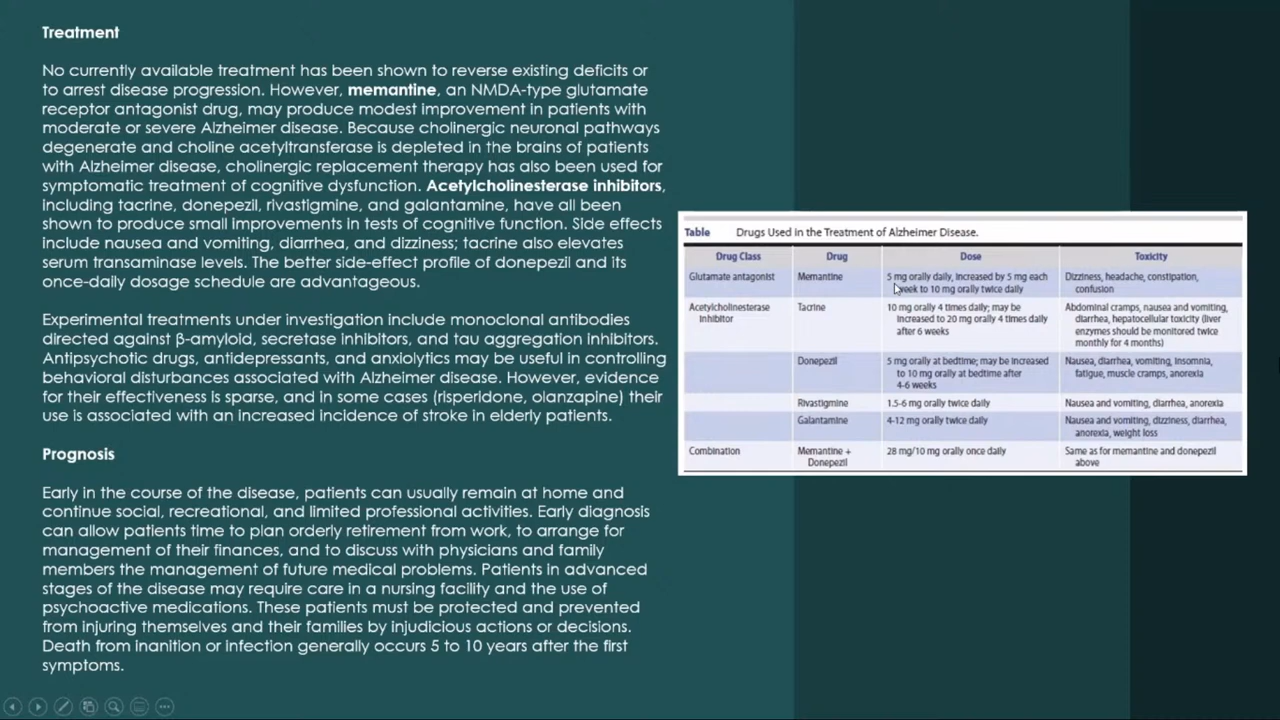 Treatment
No currently available treatment has been shown to reverse existing deficits or
to arrest disease progression. However, memantine, an NMDA-type glutamate
receptor antagonist drug, may produce modest improvement in patients with
moderate or severe Alzheimer disease. Because cholinergic neuronal pathways
degenerate and choline acetyltransferase is depleted in the brains of patients
with Alzheimer disease, cholinergic replacement therapy has also been used for
symptomatic treatment of cognitive dysfunction. Acetylcholinesterase inhibitors,
including tacrine, donepezil, rivastigmine, and galantamine, have all been
shown to produce small improvements in tests of cognitive function. Side effects
include nausea and vomiting, diarrhea, and dizziness; tacrine also elevates
serum transaminase levels. The better side-effect profile of donepezil and its
once-daily dosage schedule are advantageous.
Experimental treatments under investigation include monoclonal antibodies
directed against β-amyloid, secretase inhibitors, and tau aggregation inhibitors.
Antipsychotic drugs, antidepressants, and anxiolytics may be useful in controlling
behavioral disturbances associated with Alzheimer disease. However, evidence
for their effectiveness is sparse, and in some cases (risperidone, olanzapine) their
use is associated with an increased incidence of stroke in elderly patients.
Prognosis
Early in the course of the disease, patients can usually remain at home and
continue social, recreational, and limited professional activities. Early diagnosis
can allow patients time to plan orderly retirement from work, to arrange for
management of their finances, and to discuss with physicians and family
members the management of future medical problems. Patients in advanced
stages of the disease may require care in a nursing facility and the use of
psychoactive medications. These patients must be protected and prevented
from injuring themselves and their families by injudicious actions or decisions.
Death from inanition or infection generally occurs 5 to 10 years after the first
symptoms.
Table Drugs Used in the Treatment of Alzheimer Disease.
Drug Class Drug Dose Toxicity
Glutamate antagonist Memantine 5 mg orally daily, increased by 5 mg each Dizziness, headache, constipation,
week to 10 mg orally twice daily confusion
Acetylcholinesterase Tacrine 10 mg orally 4 times daily; may be Abdominal cramps, nausea and vomiting,
inhibitor increased to 20 mg orally 4 times daily diarrhea, hepatocellular toxicity (liver
after 6 weeks enzymes should be monitored twice
monthly for 4 months)
Donepezil 5 mg orally at bedtime; may be increased Nausea, diarrhea, vomiting, insomnia,
to 10 mg orally at bedtime after fatigue, muscle cramps, anorexia
4-6 weeks
Rivastigmine 1.5-6 mg orally twice daily Nausea and vomiting, diarrhea, anorexia
Galantamine 4-12 mg orally twice daily Nausea and vomiting, dizziness, diarrhea,
anorexia, weight loss
Combination Memantine + 28 mg/10 mg orally once daily Same as for memantine and donepezil
Donepezil above